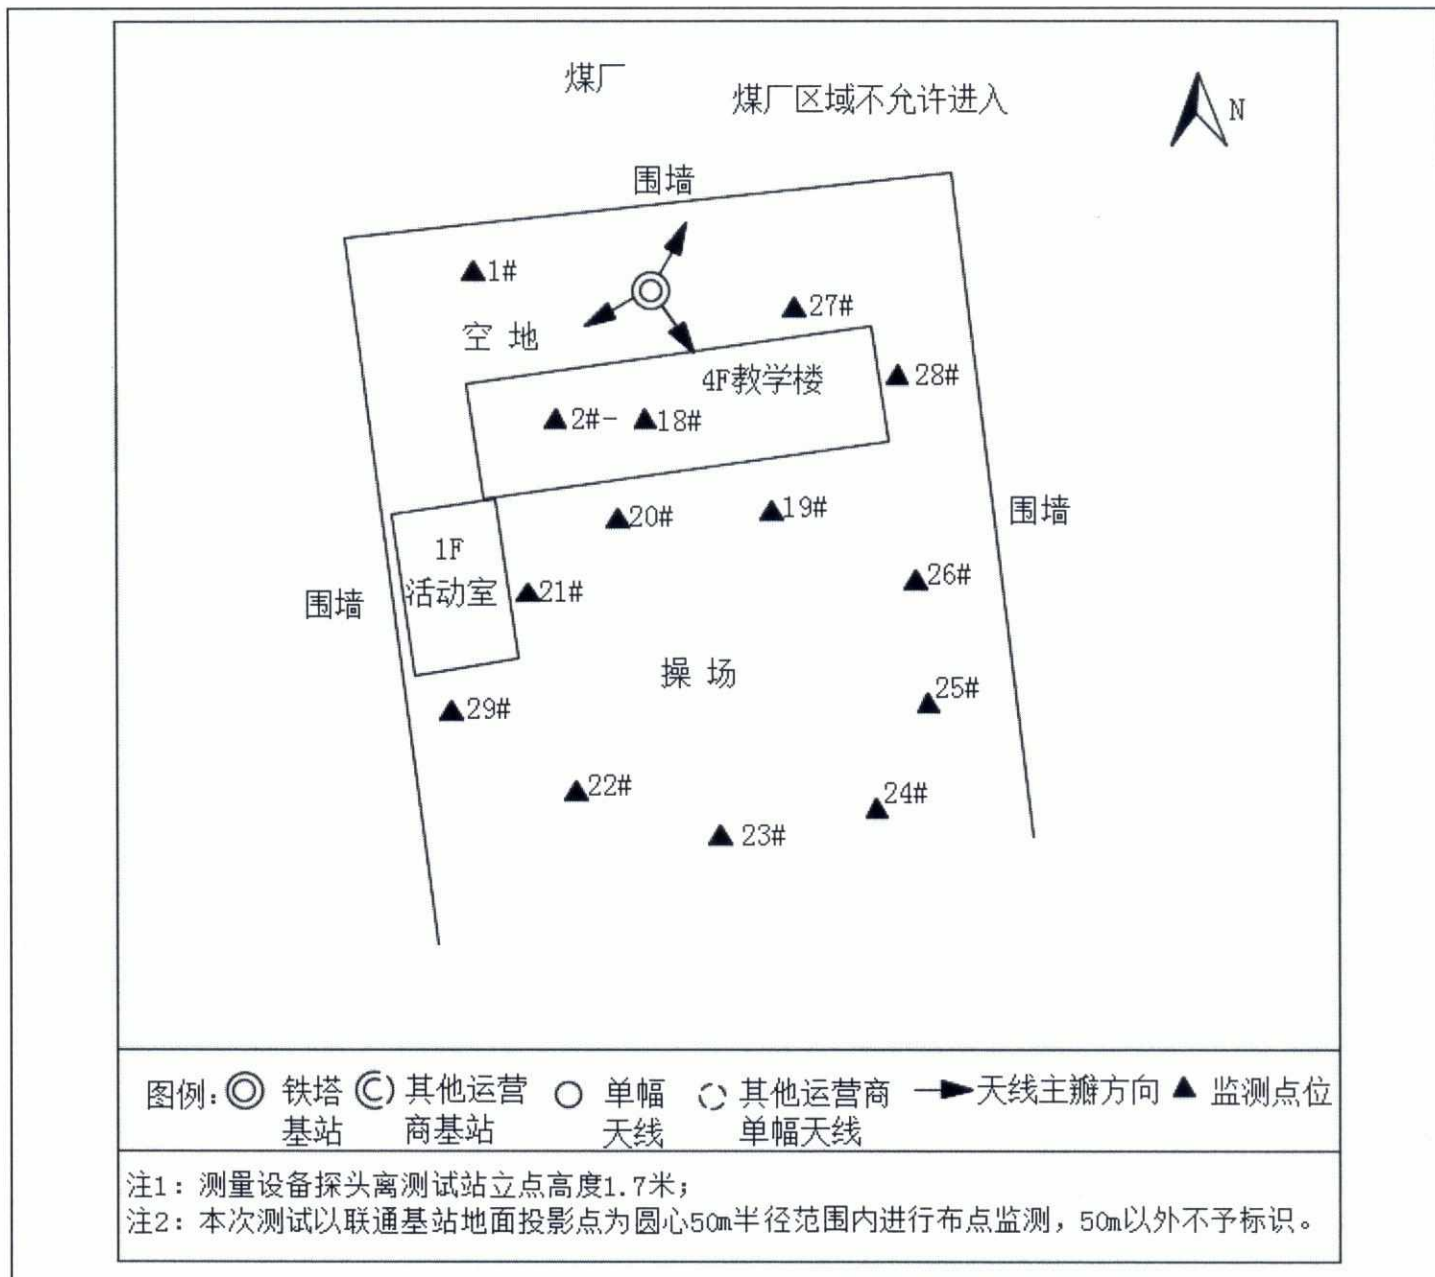 煤厂
煤厂区域不允许进入
N
围墙
1#
27#
空 地
4F教学楼
28#
2#-
18#
20#
19#
围墙
1F
活动室
21#
26#
围墙
操 场
25#
29#
22#
24#
23#
图例:
铁塔
基站
其他运营
商基站
单幅
天线
其他运营商
单幅天线
天线主瓣方向
监测点位
注1: 测量设备探头离测试站立点高度1.7米;
注2: 本次测试以联通基站地面投影点为圆心50m半径范围内进行布点监测, 50m以外不予标识。